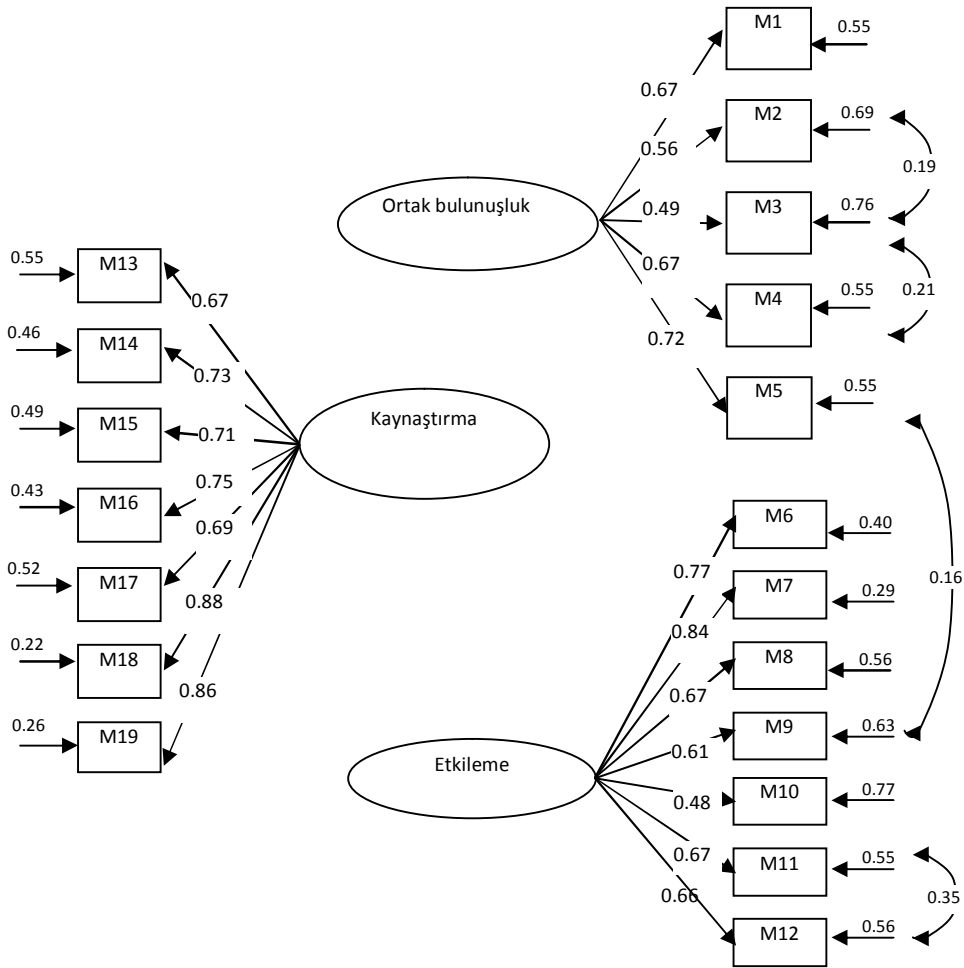 M1
0.55
0.67
M2
0.69
0.56
0.19
Ortak bulunuşluk
0.49
M3
0.76
0.67
M4
0.55
0.21
0.72
M5
0.55
0.55
M13
0.67
0.46
M14
0.73
0.49
M15
0.71
Kaynaştırma
0.43
M16
0.75
0.52
M17
0.69
0.22
M18
0.88
0.26
M19
0.86
M6
0.40
0.77
M7
0.29
0.16
0.84
M8
0.56
0.67
M9
0.63
0.61
Etkileme
M10
0.77
0.48
M11
0.55
0.67
0.35
M12
0.56
0.66